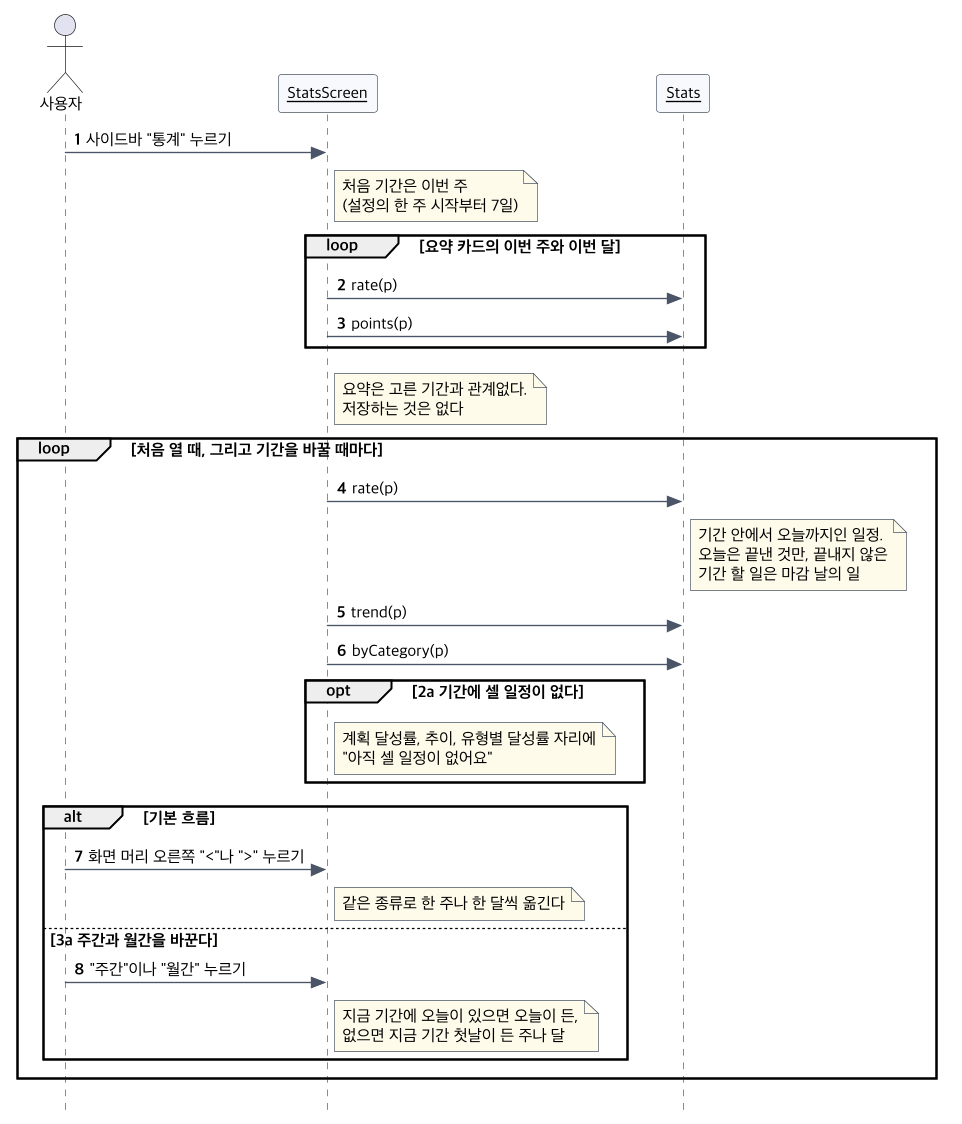 사용자
StatsScreen
Stats
1 사이드바 "통계" 누르기
처음 기간은 이번 주
(설정의 한 주 시작부터 7일)
loop [요약 카드의 이번 주와 이번 달]
2 rate(p)
3 points(p)
요약은 고른 기간과 관계없다.
저장하는 것은 없다
loop [처음 열 때, 그리고 기간을 바꿀 때마다]
4 rate(p)
기간 안에서 오늘까지인 일정.
오늘은 끝낸 것만, 끝내지 않은
기간 할 일은 마감 날의 일
5 trend(p)
6 byCategory(p)
opt [2a 기간에 셀 일정이 없다]
계획 달성률, 추이, 유형별 달성률 자리에
"아직 셀 일정이 없어요"
alt [기본 흐름]
7 화면 머리 오른쪽 "<"나 ">" 누르기
같은 종류로 한 주나 한 달씩 옮긴다
[3a 주간과 월간을 바꾼다]
8 "주간"이나 "월간" 누르기
지금 기간에 오늘이 있으면 오늘이 든,
없으면 지금 기간 첫날이 든 주나 달